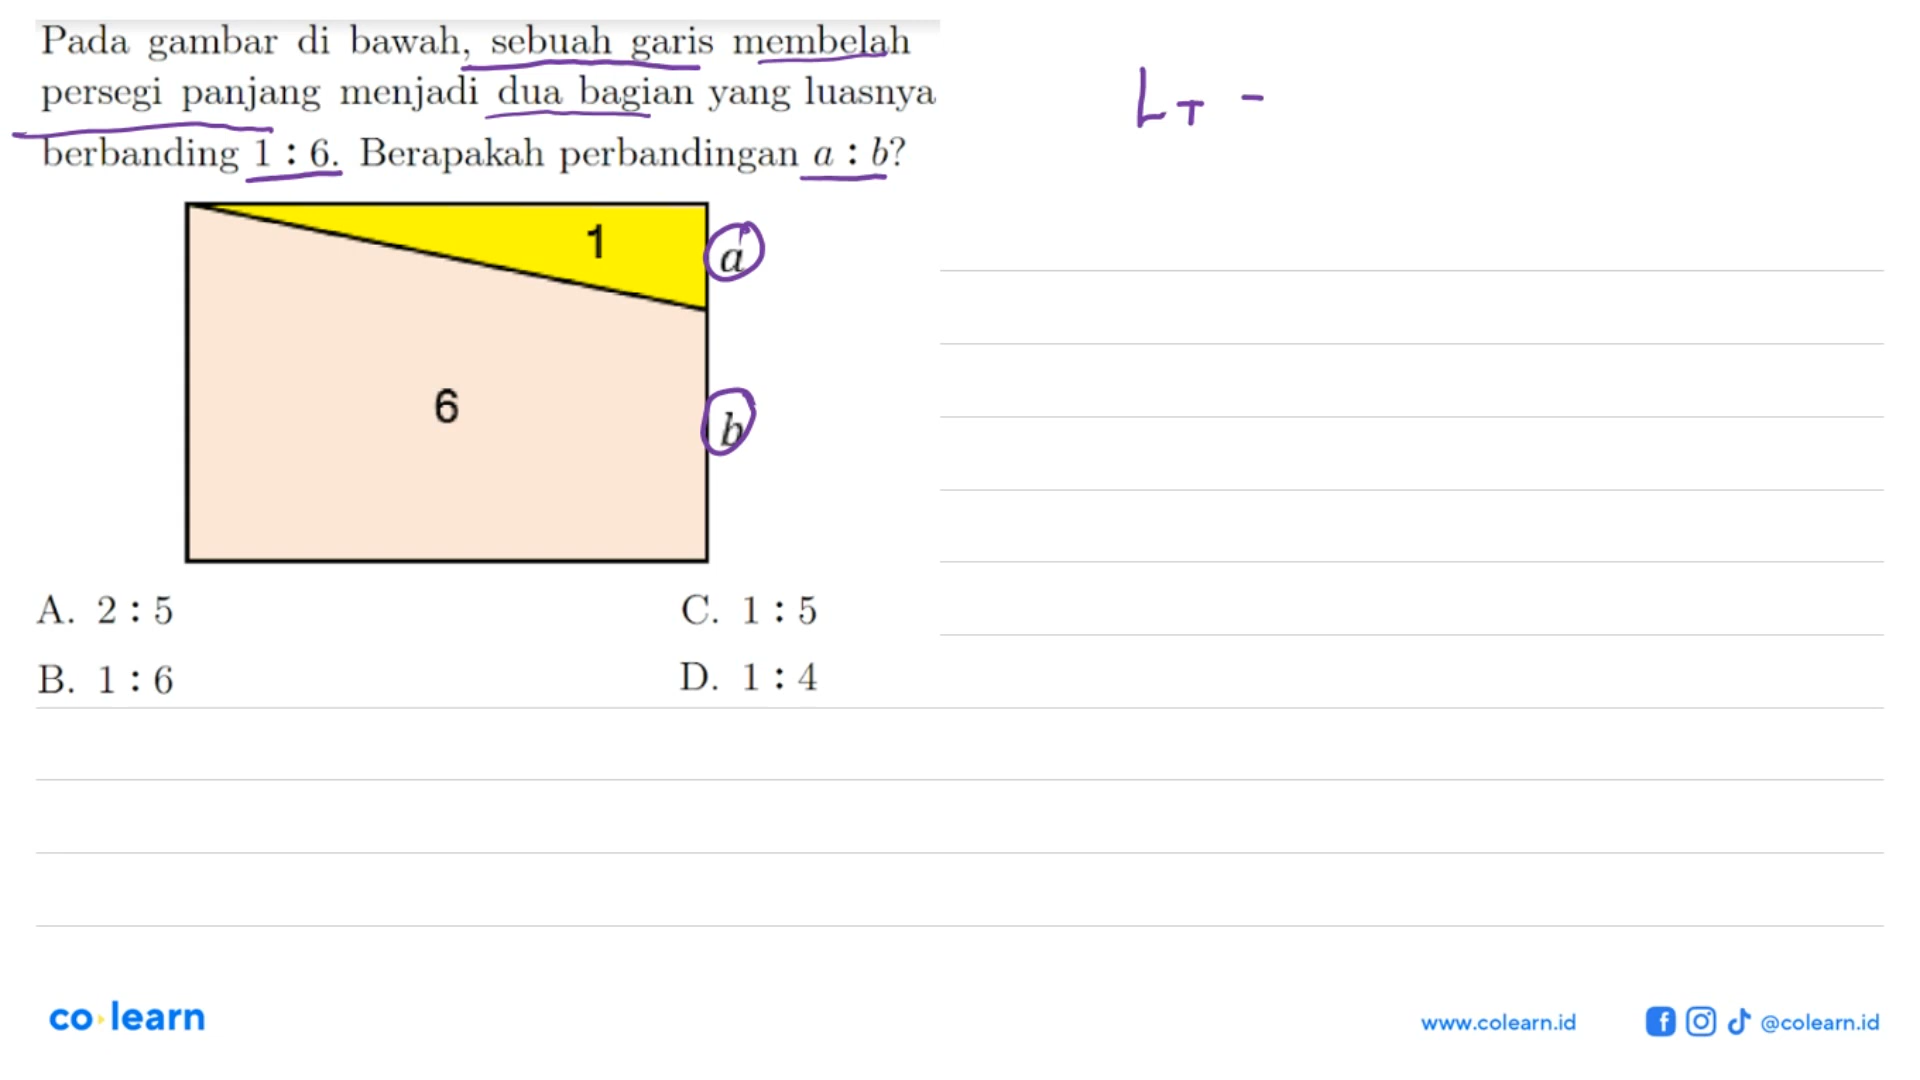 Pada gambar di bawah, sebuah garis membelah
persegi panjang menjadi dua bagian yang luasnya
berbanding 1 : 6. Berapakah perbandingan a : b?
L_T -
1
a
6
b
A. 2 : 5
C. 1 : 5
B. 1 : 6
D. 1 : 4
co learn
www.colearn.id
@colearn.id